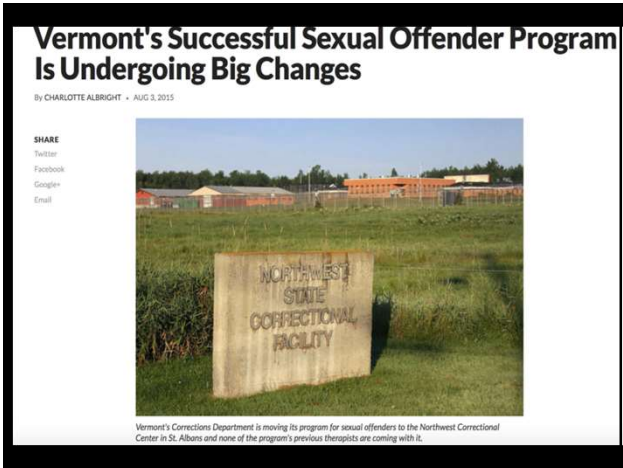 Vermont's Successful Sexual Offender Program
Is Undergoing Big Changes
By CHARLOTTE ALBRIGHT • AUG 3, 2015
SHARE
Twitter
Facebook
Google+
Email
NORTHWEST
STATE
CORRECTIONAL
FACILITY
Vermont's Corrections Department is moving its program for sexual offenders to the Northwest Correctional
Center in St. Albans and none of the program's previous therapists are coming with it.